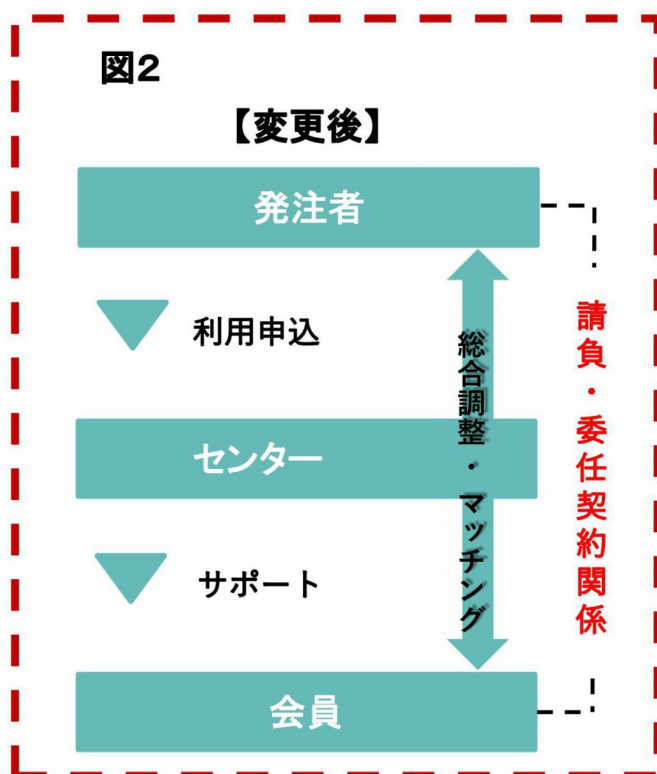 図2
【変更後】
発注者
利用申込
総合調整・マッチング
請負・委任契約関係
センター
サポート
会員